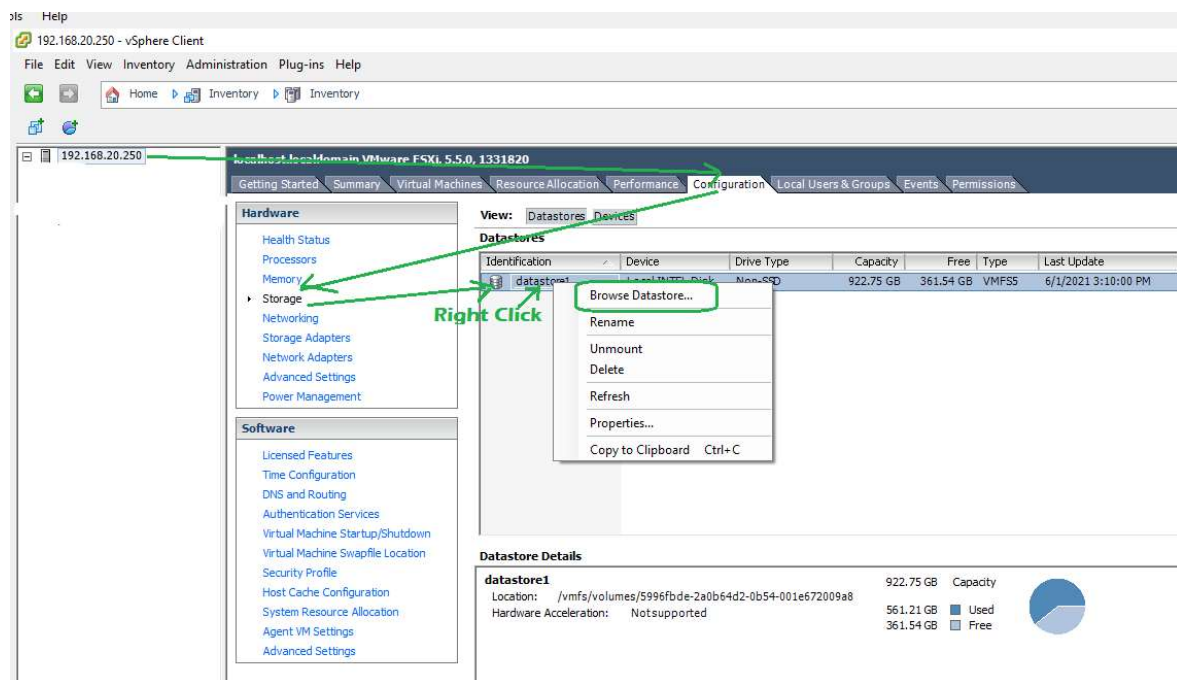 ols Help
192.168.20.250 - vSphere Client
File Edit View Inventory Administration Plug-ins Help
Home Inventory Inventory
192.168.20.250
localhost.localdomain VMware ESXi, 5.5.0, 1331820
Getting Started Summary Virtual Machines Resource Allocation Performance Configuration Local Users & Groups Events Permissions
Hardware
Health Status
Processors
Memory
Storage
Networking
Storage Adapters
Network Adapters
Advanced Settings
Power Management
Software
Licensed Features
Time Configuration
DNS and Routing
Authentication Services
Virtual Machine Startup/Shutdown
Virtual Machine Swapfile Location
Security Profile
Host Cache Configuration
System Resource Allocation
Agent VM Settings
Advanced Settings
View: Datastores Devices
Datastores
Identification Device Drive Type Capacity Free Type Last Update
datastore1 Local INTEL Disk Non-SSD 922.75 GB 361.54 GB VMFS5 6/1/2021 3:10:00 PM
Right Click
Browse Datastore...
Rename
Unmount
Delete
Refresh
Properties...
Copy to Clipboard Ctrl+C
Datastore Details
datastore1
Location: /vmfs/volumes/5996fbde-2a0b64d2-0b54-001e672009a8
Hardware Acceleration: Notsupported
922.75 GB Capacity
561.21 GB Used
361.54 GB Free